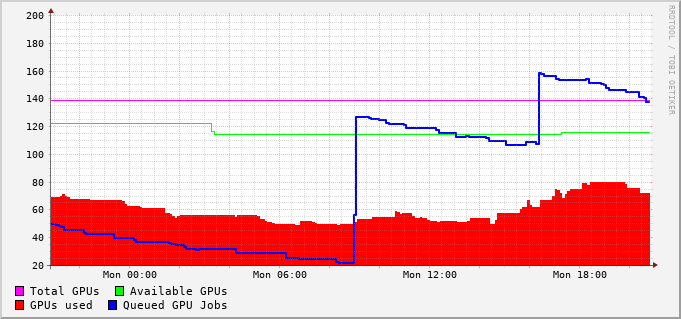 200
180
160
140
120
100
80
60
40
20
Mon 00:00 Mon 06:00 Mon 12:00 Mon 18:00
Total GPUs Available GPUs
GPUs used Queued GPU Jobs
RRDTOOL / TOBI OETIKER